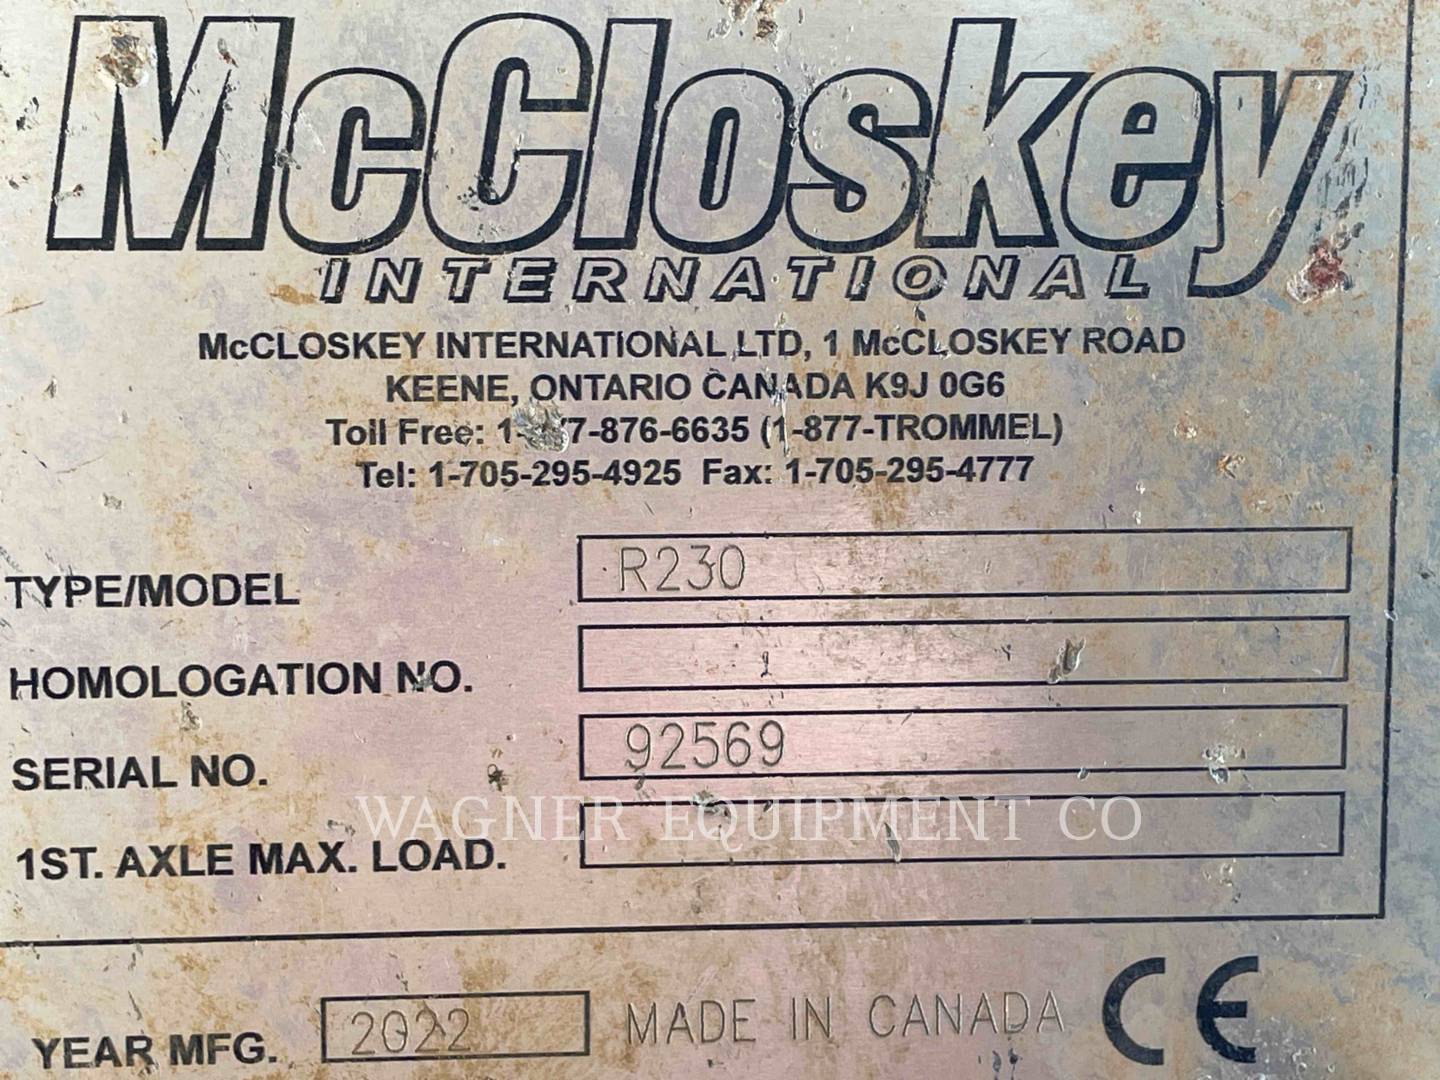 McCloskey
INTERNATIONAL
McCLOSKEY INTERNATIONAL LTD, 1 McCLOSKEY ROAD
KEENE, ONTARIO CANADA K9J 0G6
Toll Free: 1-877-876-6635 (1-877-TROMMEL)
Tel: 1-705-295-4925 Fax: 1-705-295-4777
TYPE/MODEL R230
HOMOLOGATION NO.
SERIAL NO. 92569
WAGNER EQUIPMENT CO
1ST. AXLE MAX. LOAD.
YEAR MFG. 2022 MADE IN CANADA CE